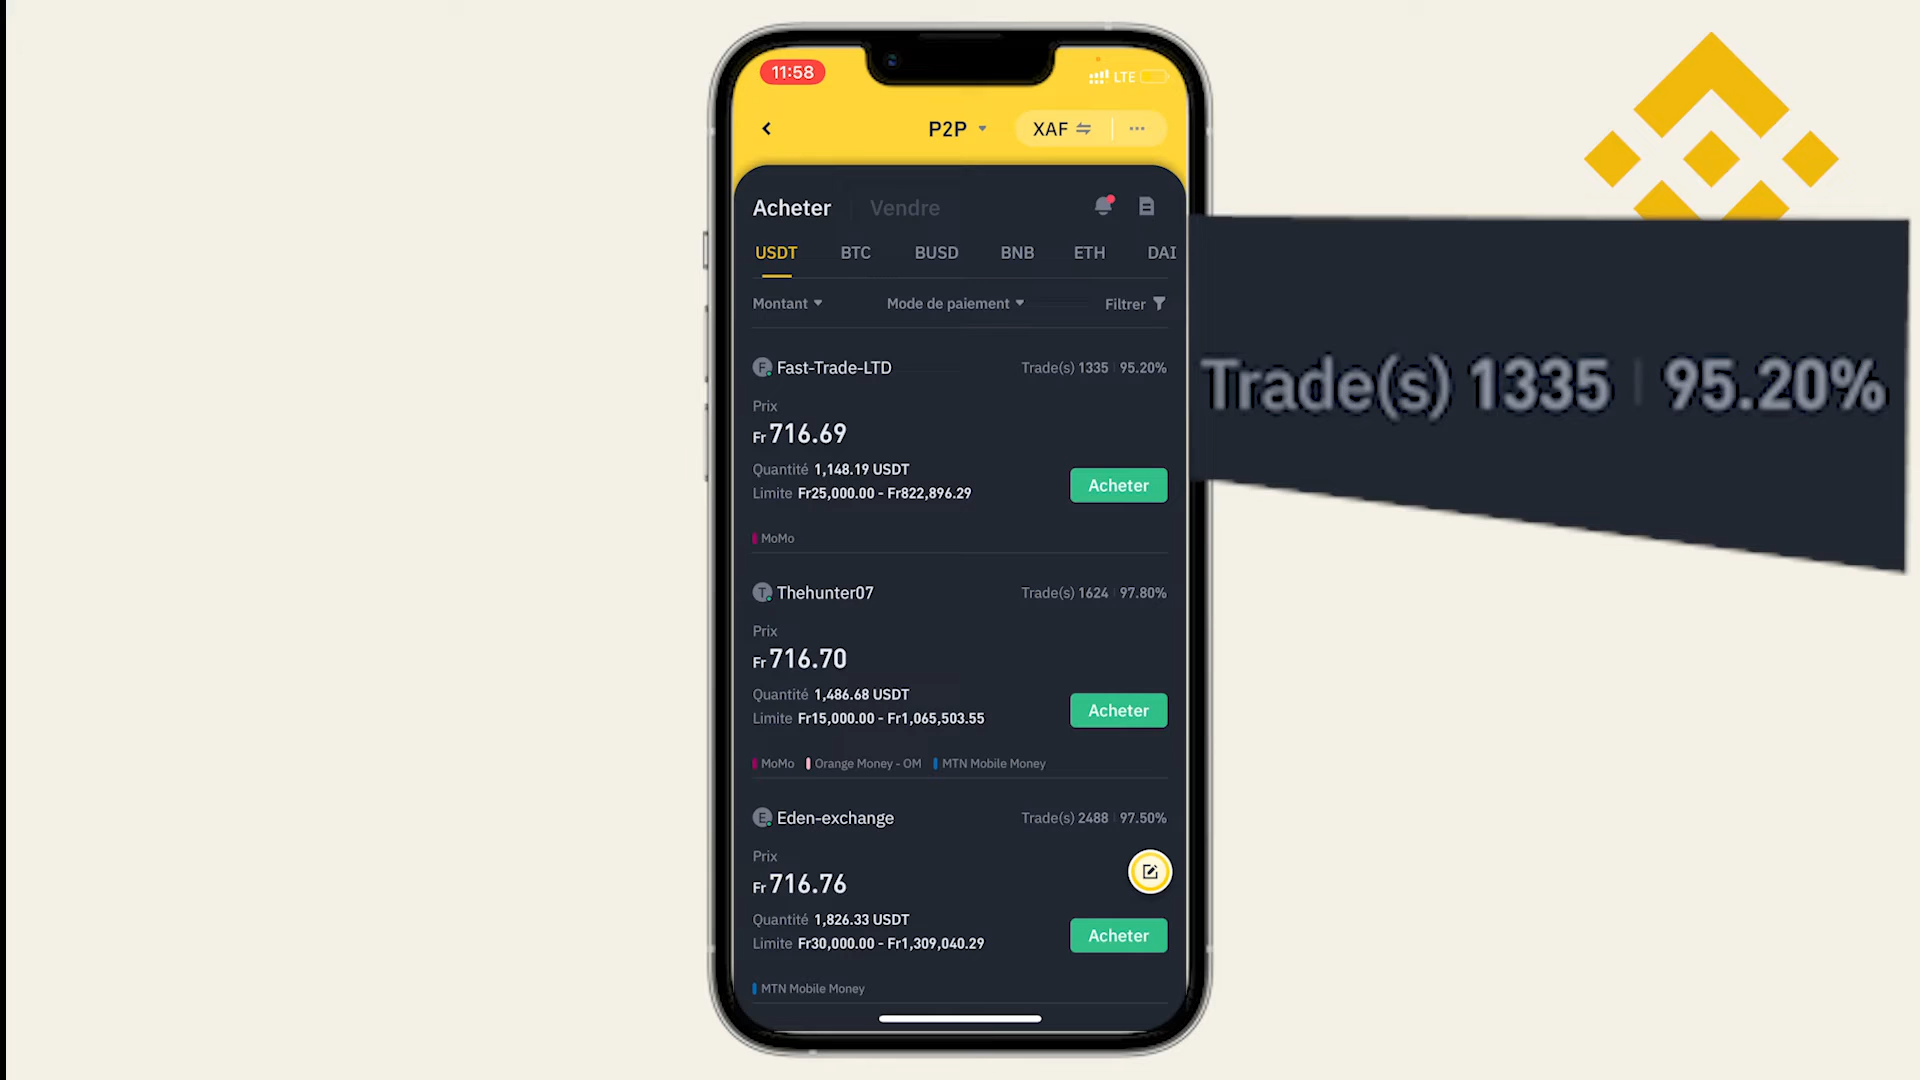 11:58
LTE
P2P
XAF
Acheter
Vendre
USDT
BTC
BUSD
BNB
ETH
DAI
Montant
Mode de paiement
Filtrer
F
Fast-Trade-LTD
Trade(s) 1335 | 95.20%
Trade(s) 1335 | 95.20%
Prix
Fr 716.69
Quantité 1,148.19 USDT
Limite Fr25,000.00 - Fr822,896.29
Acheter
MoMo
T
Thehunter07
Trade(s) 1624 | 97.80%
Prix
Fr 716.70
Quantité 1,486.68 USDT
Limite Fr15,000.00 - Fr1,065,503.55
Acheter
MoMo
Orange Money - OM
MTN Mobile Money
E
Eden-exchange
Trade(s) 2488 | 97.50%
Prix
Fr 716.76
Quantité 1,826.33 USDT
Limite Fr30,000.00 - Fr1,309,040.29
Acheter
MTN Mobile Money